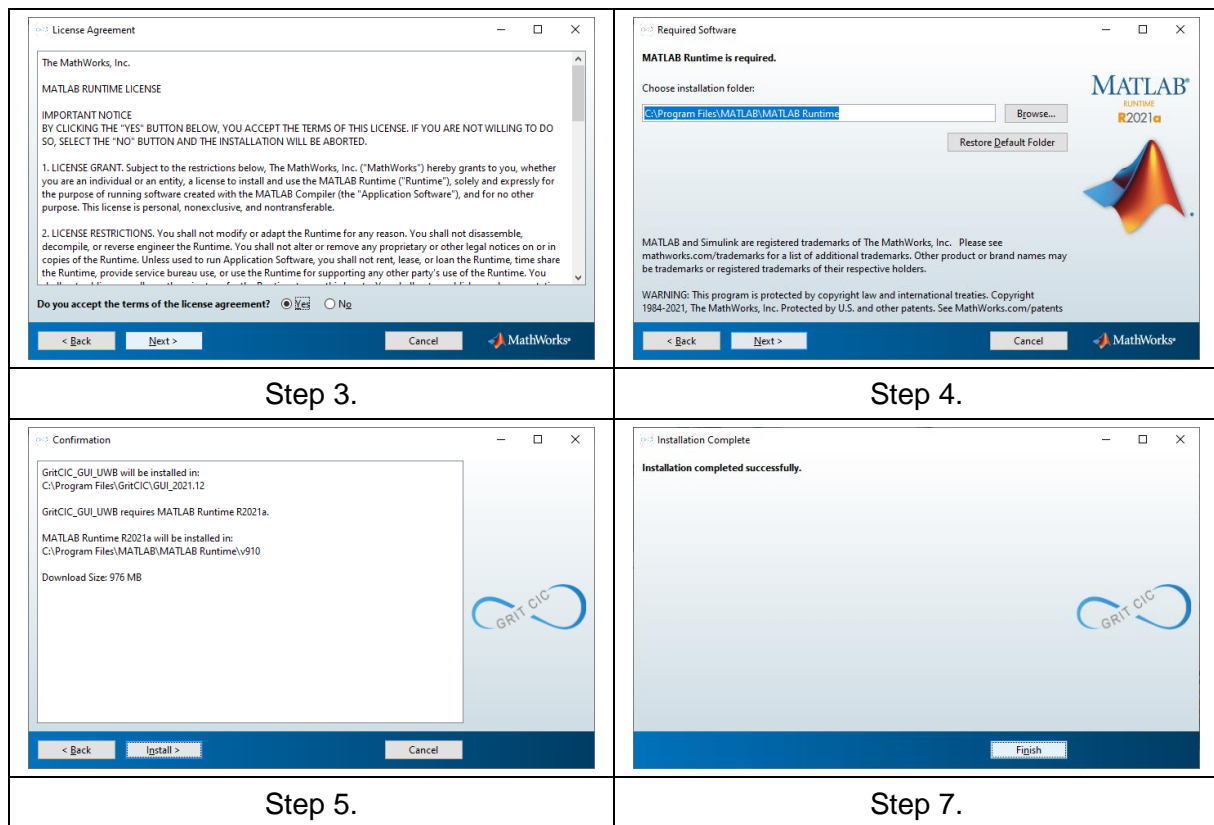 License Agreement
The MathWorks, Inc.
MATLAB RUNTIME LICENSE
IMPORTANT NOTICE
BY CLICKING THE "YES" BUTTON BELOW, YOU ACCEPT THE TERMS OF THIS LICENSE. IF YOU ARE NOT WILLING TO DO
SO, SELECT THE "NO" BUTTON AND THE INSTALLATION WILL BE ABORTED.
1. LICENSE GRANT. Subject to the restrictions below, The MathWorks, Inc. ("MathWorks") hereby grants to you, whether
you are an individual or an entity, a license to install and use the MATLAB Runtime ("Runtime"), solely and expressly for
the purpose of running software created with the MATLAB Compiler (the "Application Software"), and for no other
purpose. This license is personal, nonexclusive, and nontransferable.
2. LICENSE RESTRICTIONS. You shall not modify or adapt the Runtime for any reason. You shall not disassemble,
decompile, or reverse engineer the Runtime. You shall not alter or remove any proprietary or other legal notices on or in
copies of the Runtime. Unless used to run Application Software, you shall not rent, lease, or loan the Runtime, time share
the Runtime, provide service bureau use, or use the Runtime for supporting any other party's use of the Runtime. You
Do you accept the terms of the license agreement? Yes No
< Back Next > Cancel MathWorks®
Step 3.
Required Software
MATLAB Runtime is required.
Choose installation folder:
C:\Program Files\MATLAB\MATLAB Runtime Browse...
Restore Default Folder
MATLAB®
RUNTIME
R2021a
MATLAB and Simulink are registered trademarks of The MathWorks, Inc. Please see
mathworks.com/trademarks for a list of additional trademarks. Other product or brand names may
be trademarks or registered trademarks of their respective holders.
WARNING: This program is protected by copyright law and international treaties. Copyright
1984-2021, The MathWorks, Inc. Protected by U.S. and other patents. See MathWorks.com/patents
< Back Next > Cancel MathWorks®
Step 4.
Confirmation
GritCIC_GUI_UWB will be installed in:
C:\Program Files\GritCIC\GUI_2021.12
GritCIC_GUI_UWB requires MATLAB Runtime R2021a.
MATLAB Runtime R2021a will be installed in:
C:\Program Files\MATLAB\MATLAB Runtime\v910
Download Size: 976 MB
GRIT CIC
< Back Install > Cancel
Step 5.
Installation Complete
Installation completed successfully.
GRIT CIC
Finish
Step 7.